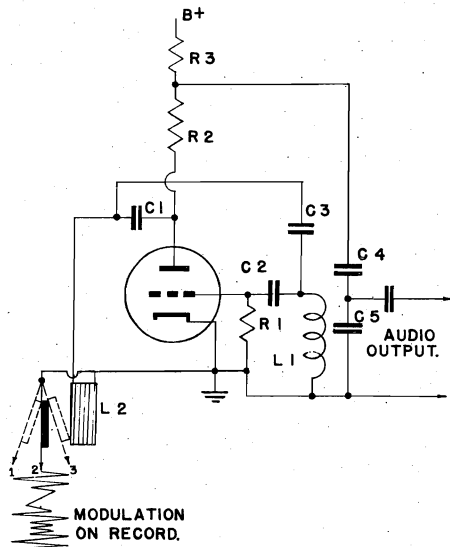 B+
R3
R2
C1
C3
C2
C4
R1
C5
L1
AUDIO
OUTPUT.
L2
1 2 3
MODULATION
ON RECORD.